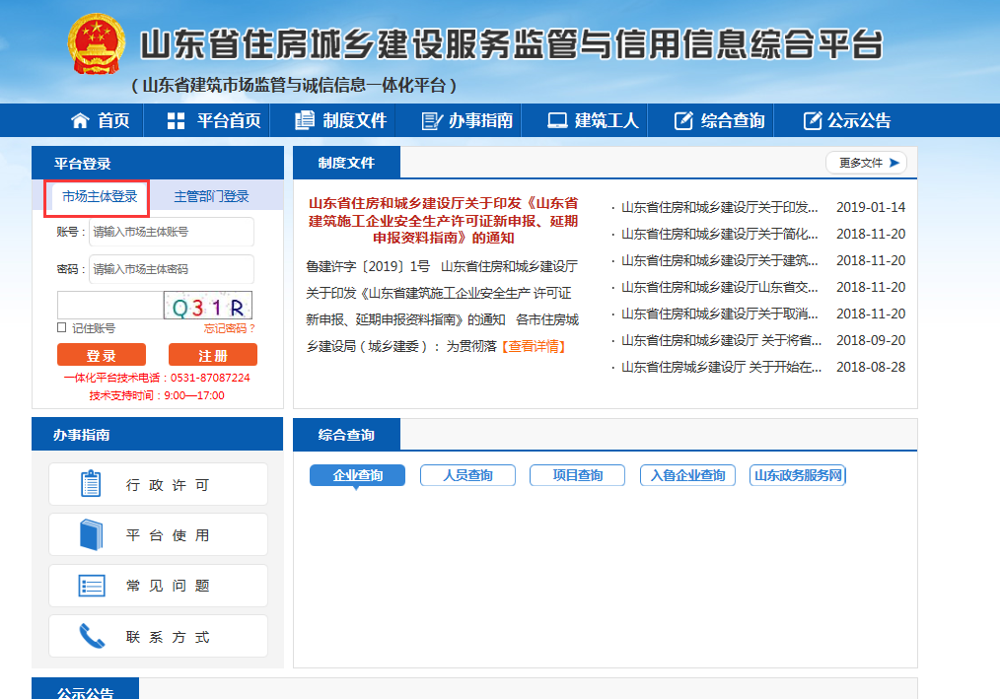 山东省住房城乡建设服务监管与信用信息综合平台
（山东省建筑市场监管与诚信信息一体化平台）
首页 平台首页 制度文件 办事指南 建筑工人 综合查询 公示公告
平台登录
市场主体登录 主管部门登录
账号： 请输入市场主体账号
密码： 请输入市场主体密码
Q31R
记住账号 忘记密码？
登录 注册
一体化平台技术电话：0531-87087224
技术支持时间：9:00—17:00
制度文件 更多文件
山东省住房和城乡建设厅关于印发《山东省
建筑施工企业安全生产许可证新申报、延期
申报资料指南》的通知
鲁建许字〔2019〕1号 山东省住房和城乡建设厅
关于印发《山东省建筑施工企业安全生产 许可证
新申报、延期申报资料指南》的通知 各市住房城
乡建设局（城乡建委）：为贯彻落【查看详情】
· 山东省住房和城乡建设厅关于印发... 2019-01-14
· 山东省住房和城乡建设厅关于简化... 2018-11-20
· 山东省住房和城乡建设厅关于建筑... 2018-11-20
· 山东省住房和城乡建设厅山东省交... 2018-11-20
· 山东省住房和城乡建设厅关于取消... 2018-11-20
· 山东省住房和城乡建设厅 关于将省... 2018-09-20
· 山东省住房城乡建设厅 关于开始在... 2018-08-28
办事指南
行政许可
平台使用
常见问题
联系方式
综合查询
企业查询 人员查询 项目查询 入鲁企业查询 山东政务服务网
公示公告